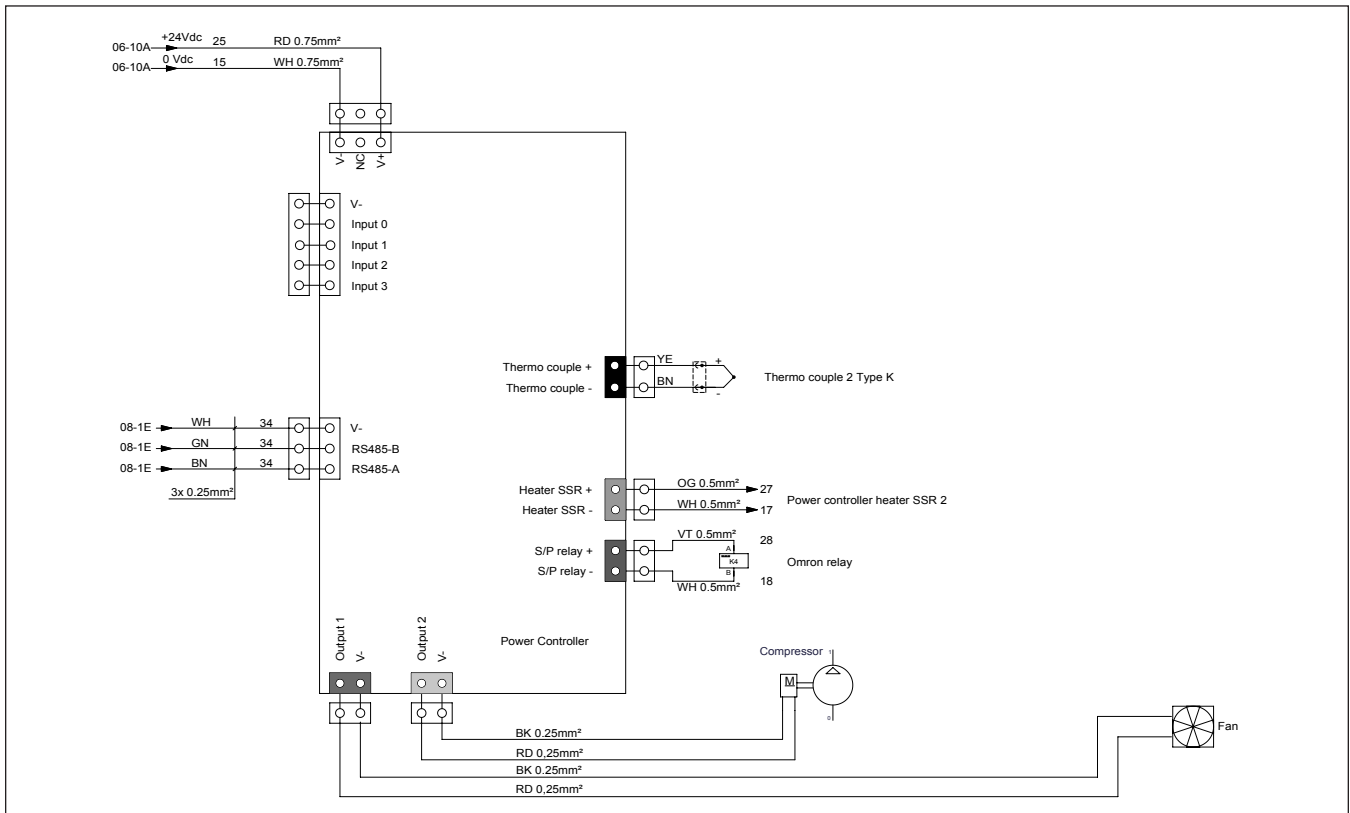 +24Vdc
06-10A 25 RD 0.75mm²
0 Vdc
06-10A 15 WH 0.75mm²
V-
NC
V+
V-
Input 0
Input 1
Input 2
Input 3
Thermo couple + YE +
Thermo couple 2 Type K
Thermo couple - BN -
08-1E WH 34 V-
08-1E GN 34 RS485-B
08-1E BN 34 RS485-A
3x 0.25mm²
Heater SSR + OG 0.5mm² 27
Power controller heater SSR 2
Heater SSR - WH 0.5mm² 17
VT 0.5mm² 28
S/P relay + A
K4 Omron relay
S/P relay - B
WH 0.5mm² 18
Output 1
V-
Output 2
V-
Power Controller
Compressor 1
M
0
Fan
BK 0.25mm²
RD 0,25mm²
BK 0.25mm²
RD 0,25mm²